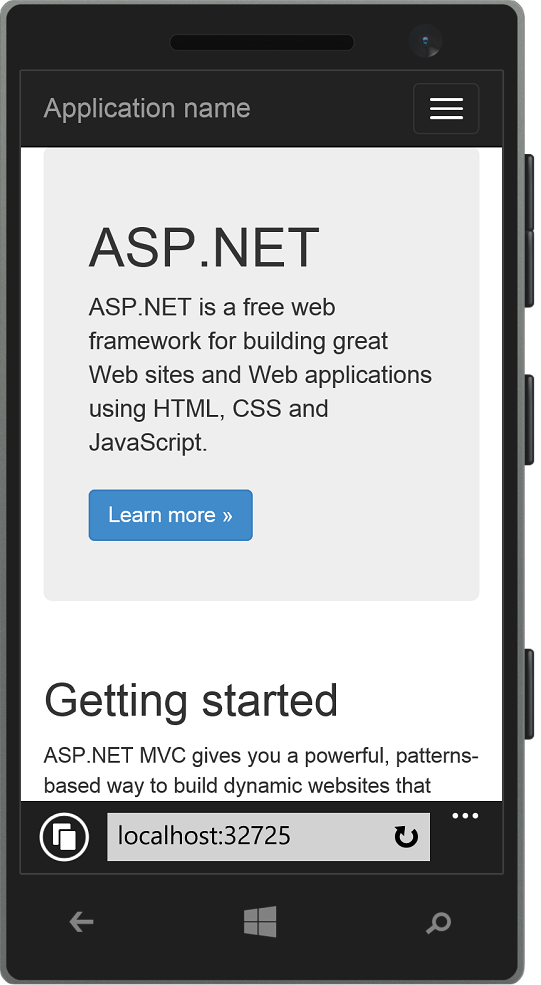 Application name
ASP.NET
ASP.NET is a free web
framework for building great
Web sites and Web applications
using HTML, CSS and
JavaScript.
Learn more »
Getting started
ASP.NET MVC gives you a powerful, patterns-
based way to build dynamic websites that
localhost:32725